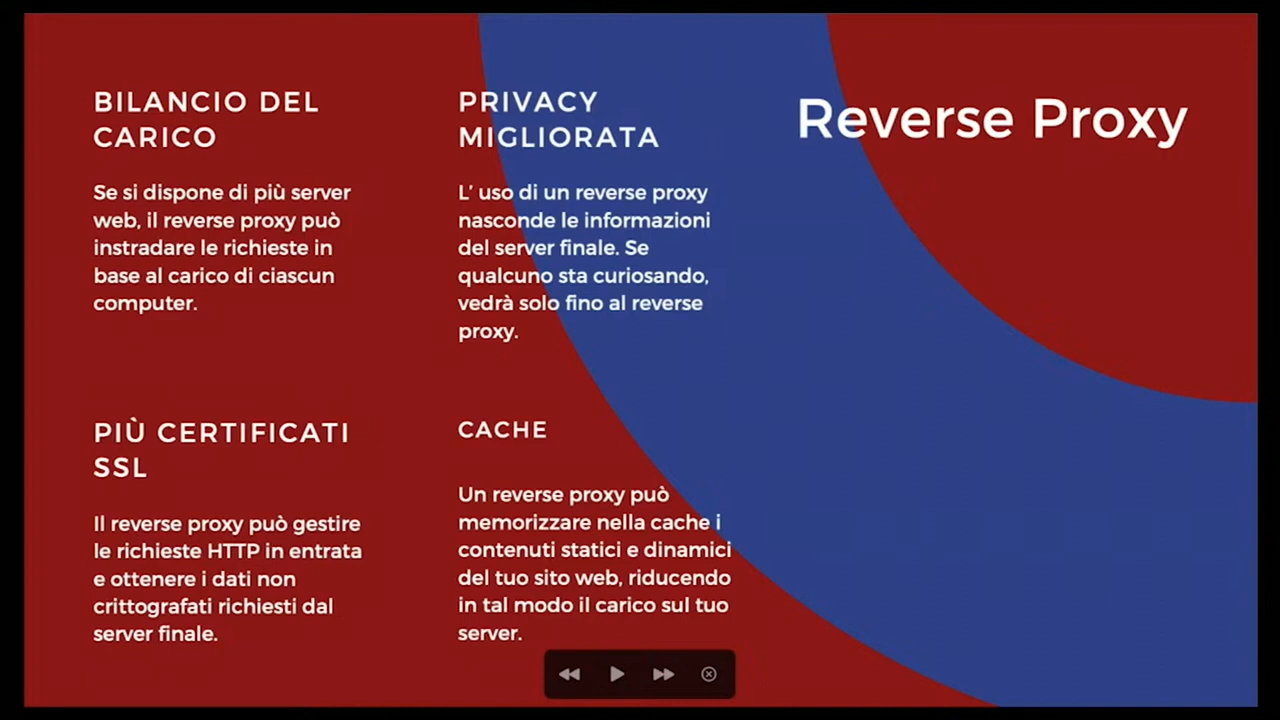 Reverse Proxy
BILANCIO DEL
CARICO
Se si dispone di più server
web, il reverse proxy può
instradare le richieste in
base al carico di ciascun
computer.
PRIVACY
MIGLIORATA
L' uso di un reverse proxy
nasconde le informazioni
del server finale. Se
qualcuno sta curiosando,
vedrà solo fino al reverse
proxy.
PIÙ CERTIFICATI
SSL
Il reverse proxy può gestire
le richieste HTTP in entrata
e ottenere i dati non
crittografati richiesti dal
server finale.
CACHE
Un reverse proxy può
memorizzare nella cache i
contenuti statici e dinamici
del tuo sito web, riducendo
in tal modo il carico sul tuo
server.